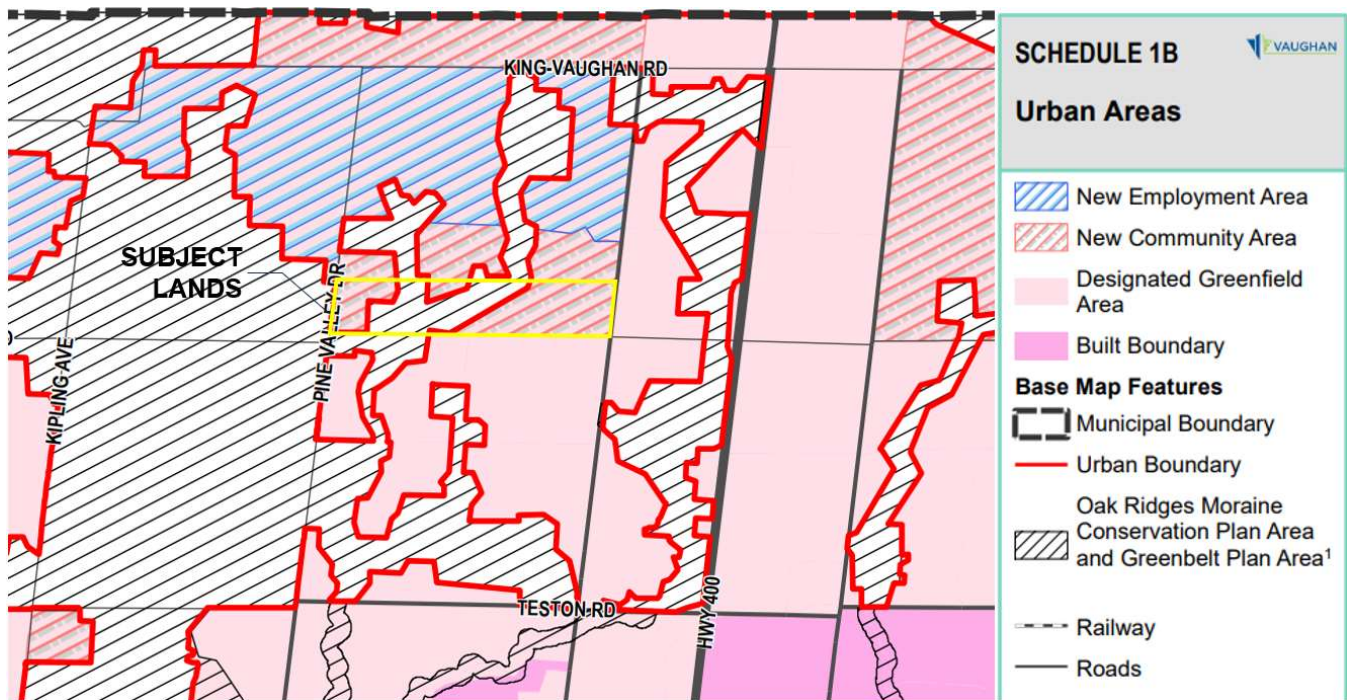 KING-VAUGHAN RD
SUBJECT
LANDS
PINE VALLEY DR
KIPLING AVE
TESTON RD
HWY 400
SCHEDULE 1B
VAUGHAN
Urban Areas
New Employment Area
New Community Area
Designated Greenfield
Area
Built Boundary
Base Map Features
Municipal Boundary
Urban Boundary
Oak Ridges Moraine
Conservation Plan Area
and Greenbelt Plan Area¹
Railway
Roads